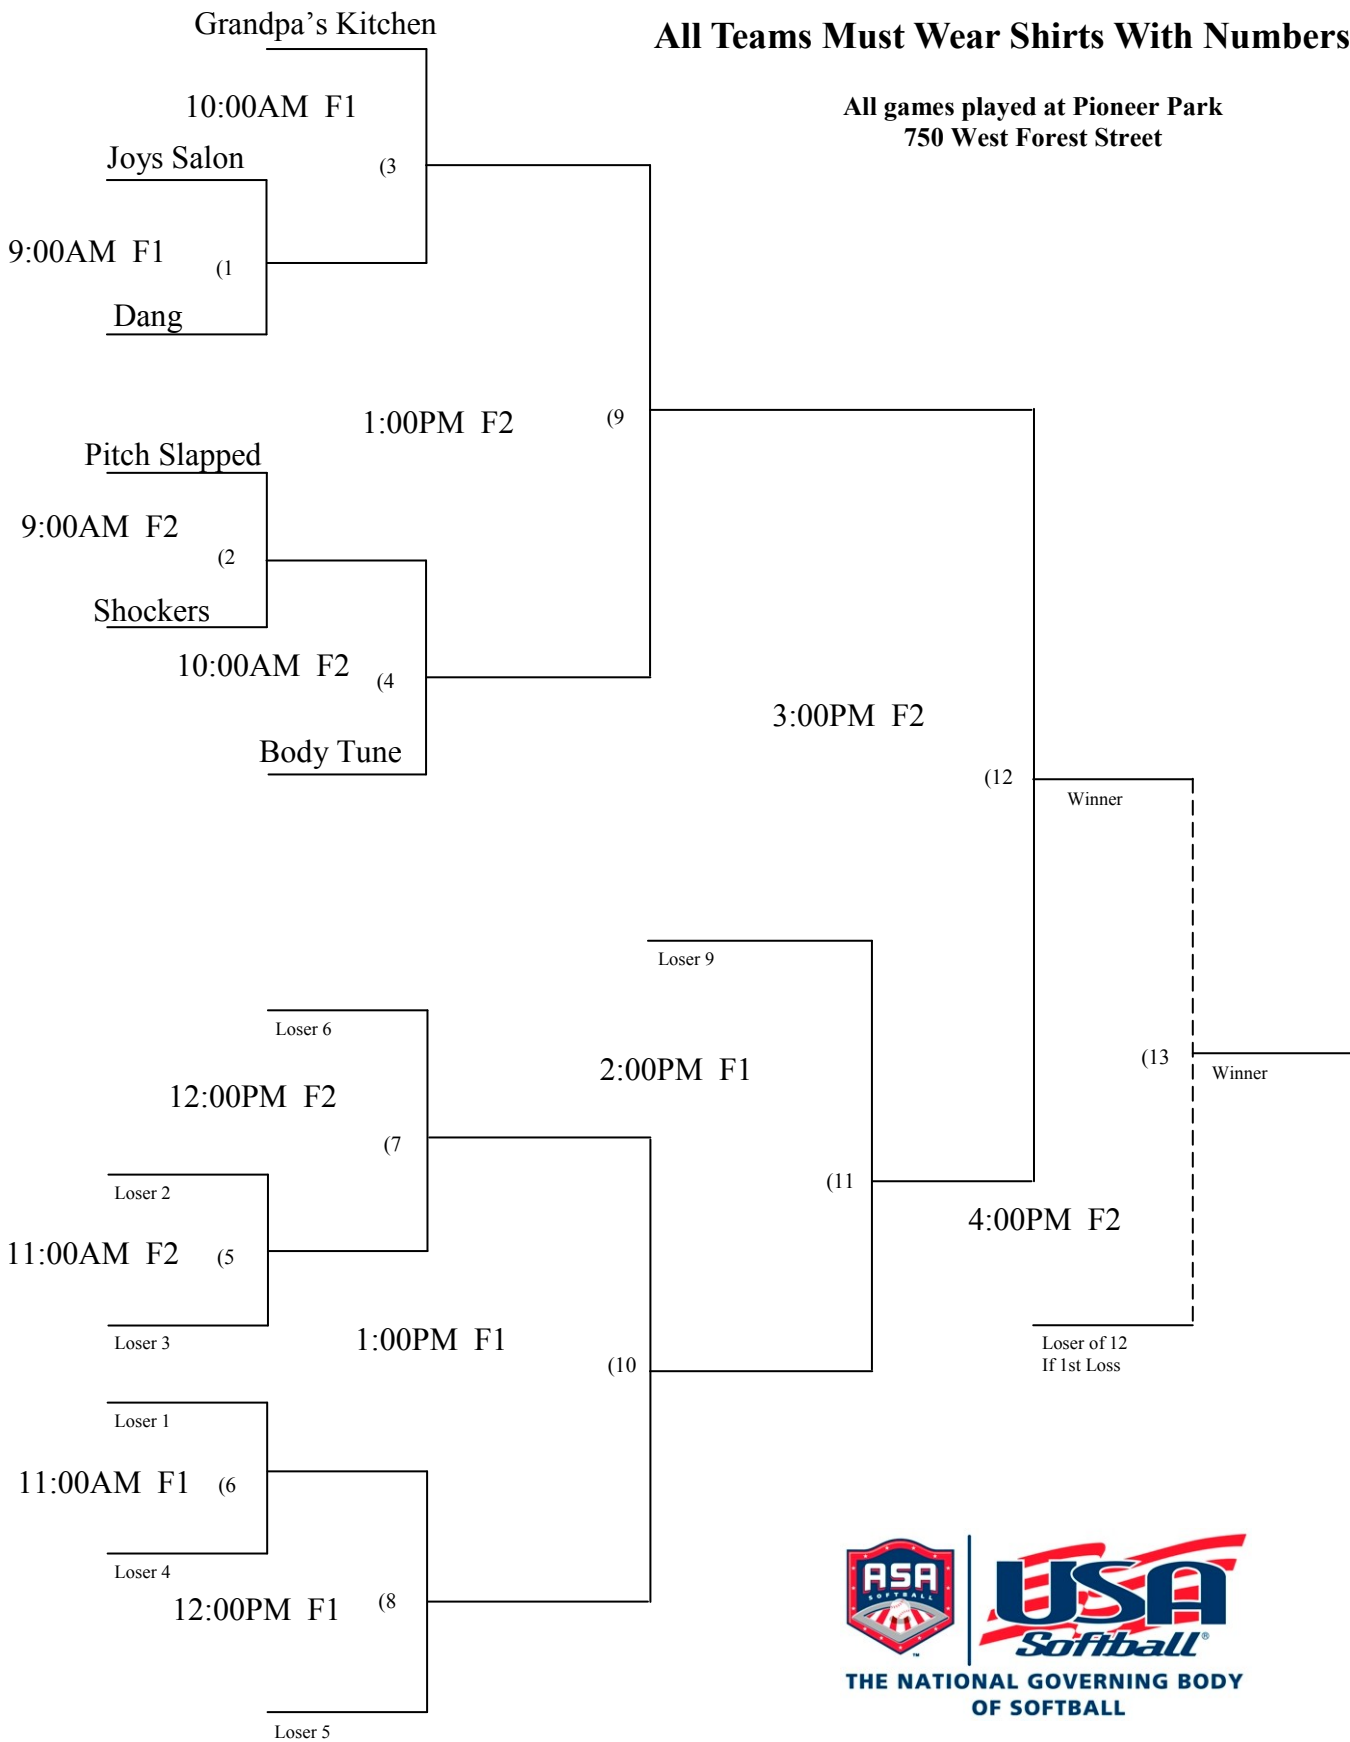 Grandpa’s Kitchen
All Teams Must Wear Shirts With Numbers
All games played at Pioneer Park
750 West Forest Street
10:00AM F1
(3
Joys Salon
9:00AM F1
(1
Dang
1:00PM F2
(9
Pitch Slapped
9:00AM F2
(2
Shockers
10:00AM F2
(4
Body Tune
3:00PM F2
(12
Winner
Loser 9
Loser 6
2:00PM F1
12:00PM F2
(7
(13
Winner
Loser 2
(11
11:00AM F2
(5
4:00PM F2
Loser 3
1:00PM F1
(10
Loser of 12
If 1st Loss
Loser 1
11:00AM F1
(6
Loser 4
12:00PM F1
(8
Loser 5
ASA
SOFTBALL
™
USA
Softball®
THE NATIONAL GOVERNING BODY
OF SOFTBALL